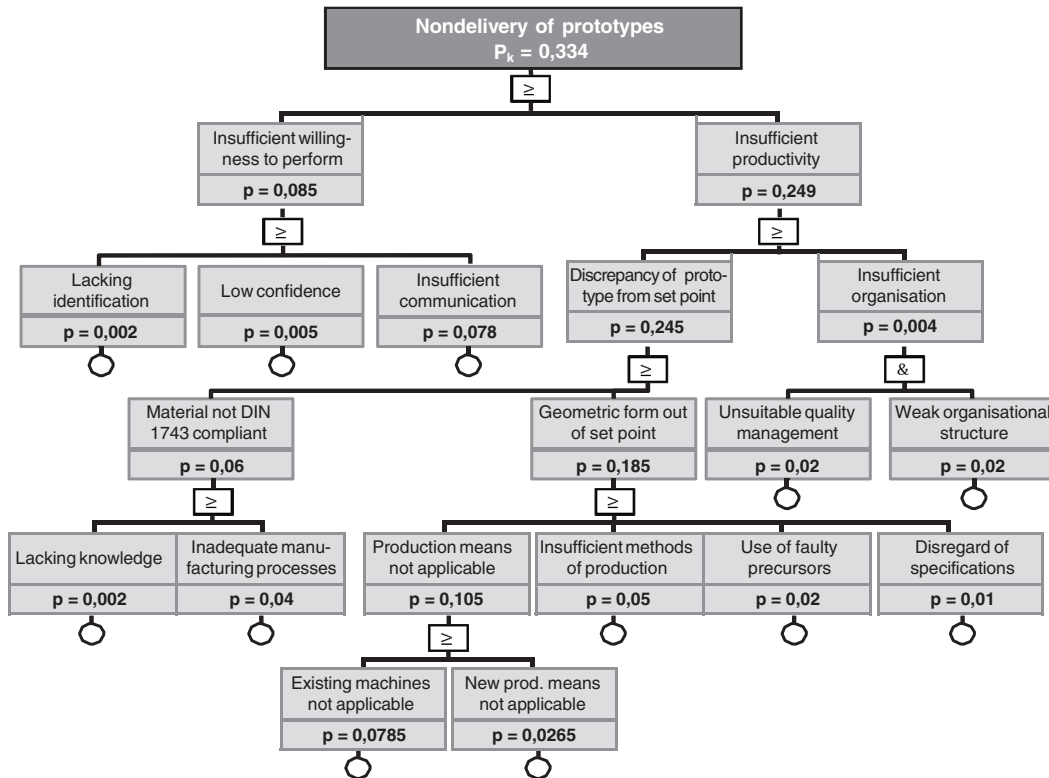 Nondelivery of prototypes
Pk = 0,334
≥
Insufficient willing-
ness to perform
p = 0,085
Insufficient
productivity
p = 0,249
≥
≥
Lacking
identification
p = 0,002
Low confidence
p = 0,005
Insufficient
communication
p = 0,078
Discrepancy of proto-
type from set point
p = 0,245
Insufficient
organisation
p = 0,004
≥
&
Material not DIN
1743 compliant
p = 0,06
Geometric form out
of set point
p = 0,185
Unsuitable quality
management
p = 0,02
Weak organisational
structure
p = 0,02
≥
≥
Lacking knowledge
p = 0,002
Inadequate manu-
facturing processes
p = 0,04
Production means
not applicable
p = 0,105
Insufficient methods
of production
p = 0,05
Use of faulty
precursors
p = 0,02
Disregard of
specifications
p = 0,01
≥
Existing machines
not applicable
p = 0,0785
New prod. means
not applicable
p = 0,0265